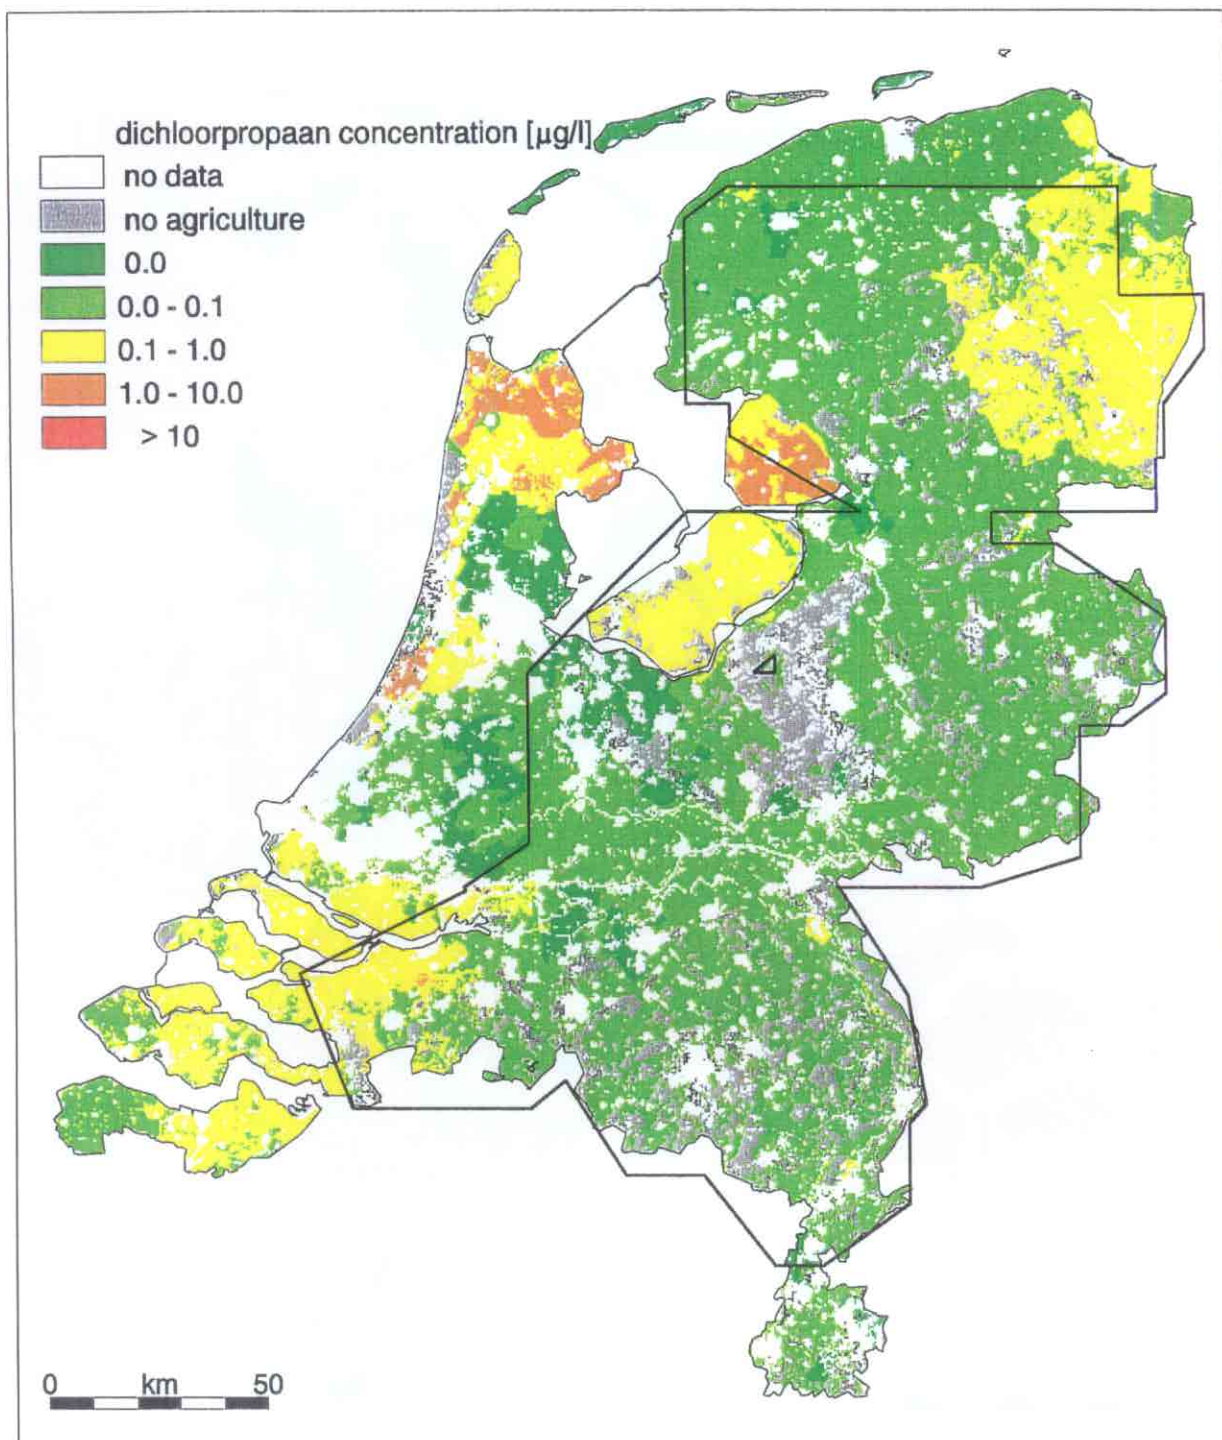 dichloorpropaan concentration [µg/l]
no data
no agriculture
0.0
0.0 - 0.1
0.1 - 1.0
1.0 - 10.0
> 10
0 km 50